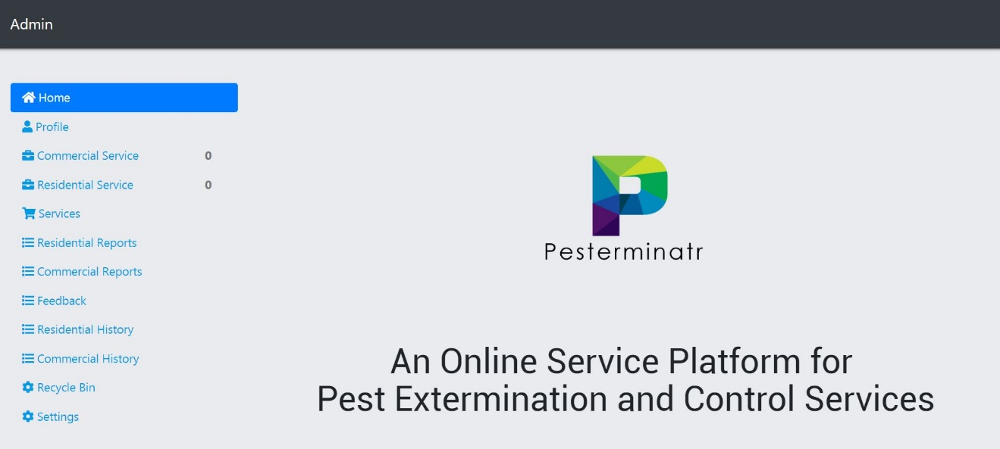 Admin
Home
Profile
Commercial Service 0
Residential Service 0
Services
Residential Reports
Commercial Reports
Feedback
Residential History
Commercial History
Recycle Bin
Settings
Pesterminatr
An Online Service Platform for
Pest Extermination and Control Services